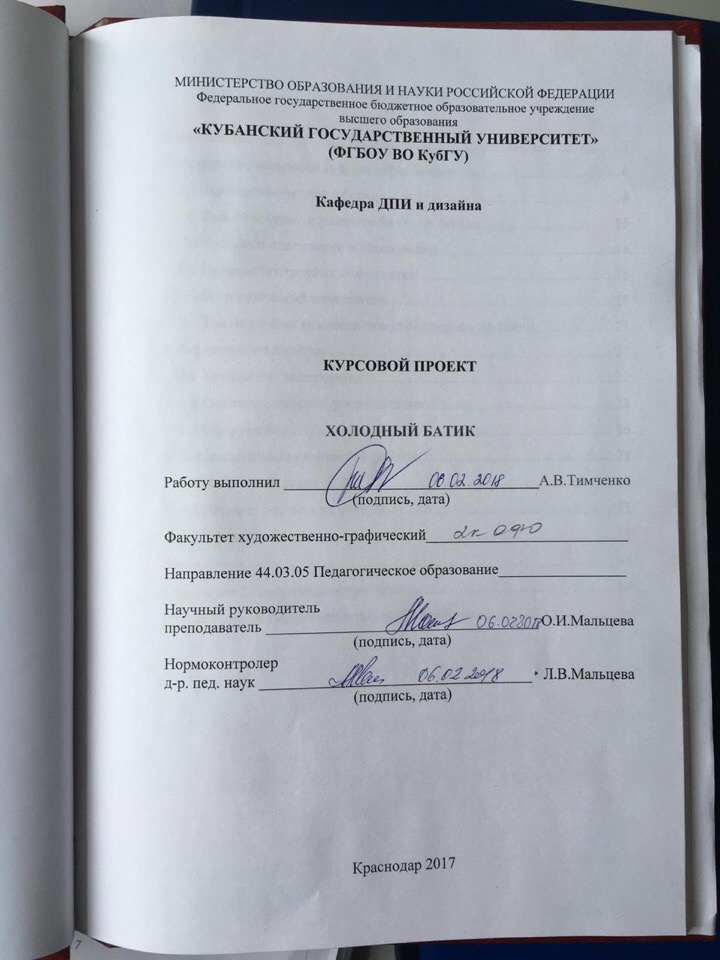 МИНИСТЕРСТВО ОБРАЗОВАНИЯ И НАУКИ РОССИЙСКОЙ ФЕДЕРАЦИИ
Федеральное государственное бюджетное образовательное учреждение
высшего образования
«КУБАНСКИЙ ГОСУДАРСТВЕННЫЙ УНИВЕРСИТЕТ»
(ФГБОУ ВО КубГУ)
Кафедра ДПИ и дизайна
КУРСОВОЙ ПРОЕКТ
ХОЛОДНЫЙ БАТИК
Работу выполнил 06.02.2018 А.В.Тимченко
(подпись, дата)
Факультет художественно-графический 2к ОФО
Направление 44.03.05 Педагогическое образование
Научный руководитель
преподаватель 06.02.2018 О.И.Мальцева
(подпись, дата)
Нормоконтролер
д-р. пед. наук 06.02.2018 Л.В.Мальцева
(подпись, дата)
Краснодар 2017
7